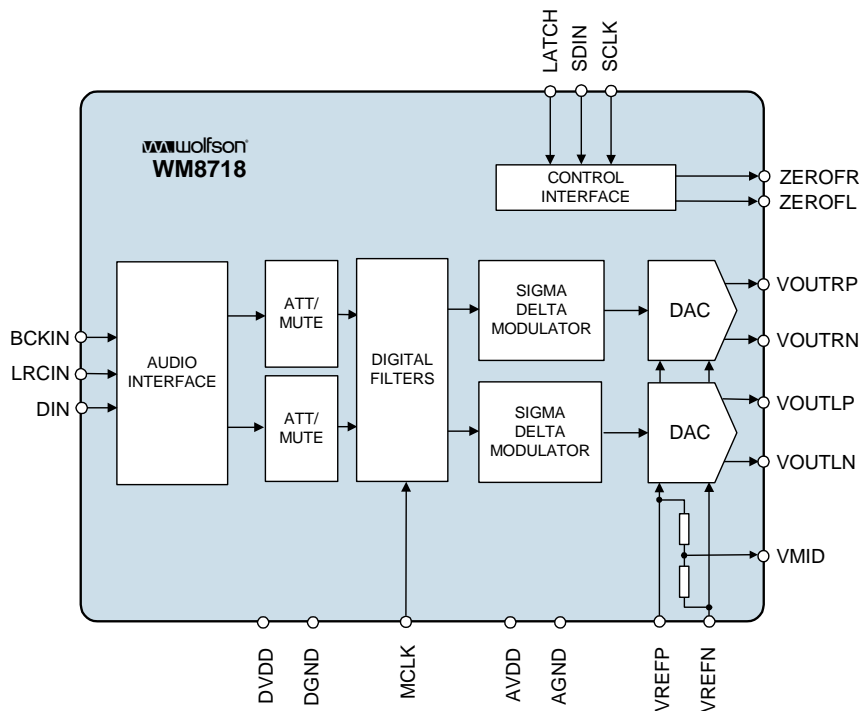 LATCH
SDIN
SCLK
wolfson®
WM8718
CONTROL
INTERFACE
ZEROFR
ZEROFL
BCKIN
LRCIN
DIN
AUDIO
INTERFACE
ATT/
MUTE
ATT/
MUTE
DIGITAL
FILTERS
SIGMA
DELTA
MODULATOR
SIGMA
DELTA
MODULATOR
DAC
DAC
VOUTRP
VOUTRN
VOUTLP
VOUTLN
VMID
DVDD
DGND
MCLK
AVDD
AGND
VREFP
VREFN